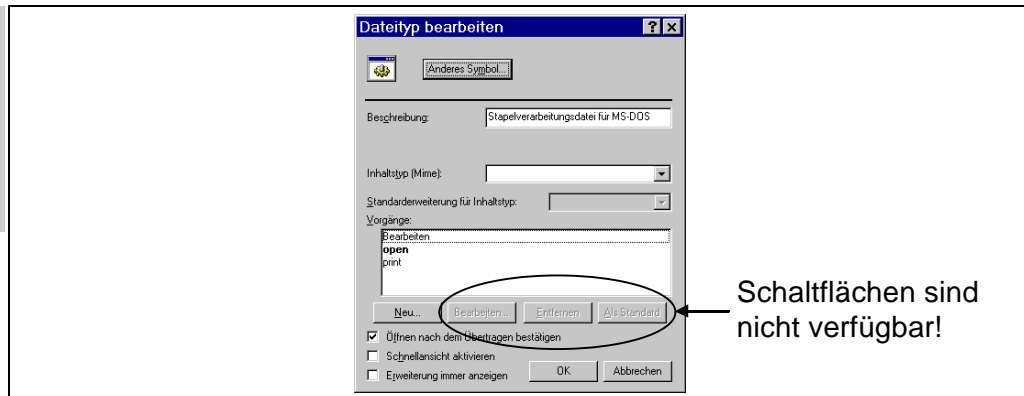 Dateityp bearbeiten
Anderes Symbol...
Beschreibung: Stapelverarbeitungsdatei für MS-DOS
Inhaltstyp (Mime):
Standarderweiterung für Inhaltstyp:
Vorgänge:
Bearbeiten
open
print
Neu... Bearbeiten... Entfernen Als Standard
Schaltflächen sind
nicht verfügbar!
Öffnen nach dem Übertragen bestätigen
Schnellansicht aktivieren
Erweiterung immer anzeigen
OK Abbrechen